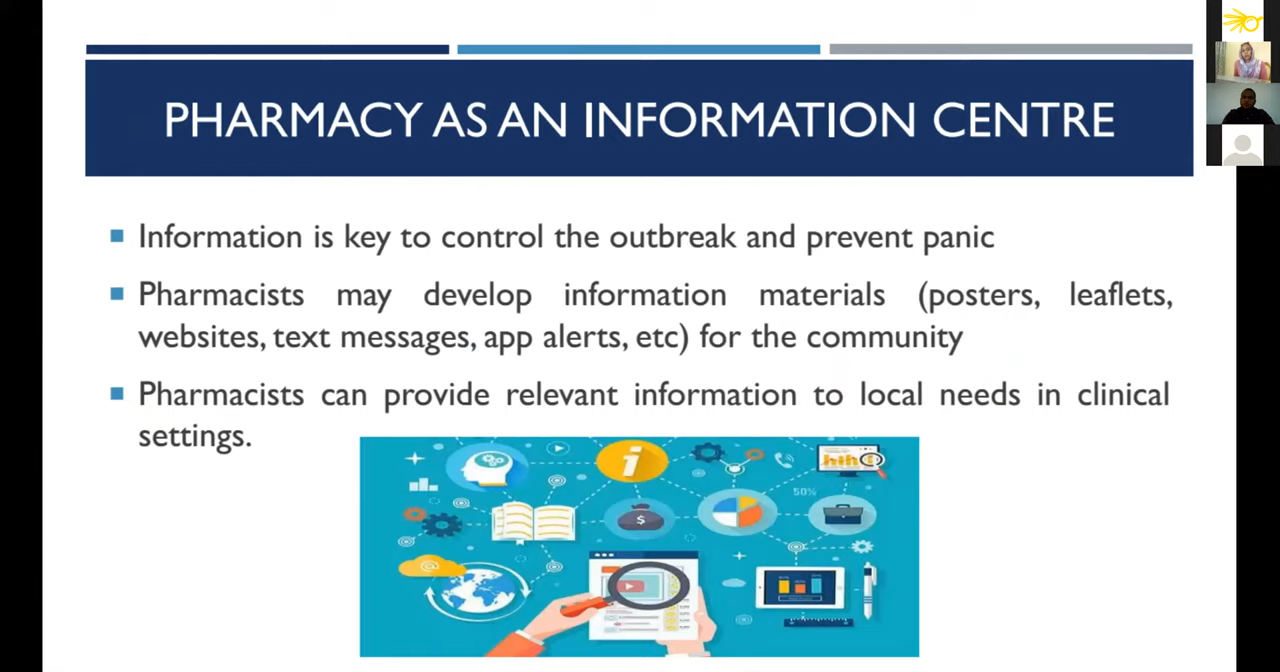 PHARMACY AS AN INFORMATION CENTRE
Information is key to control the outbreak and prevent panic
Pharmacists may develop information materials (posters, leaflets,
websites, text messages, app alerts, etc) for the community
Pharmacists can provide relevant information to local needs in clinical
settings.
i
50%
$
@